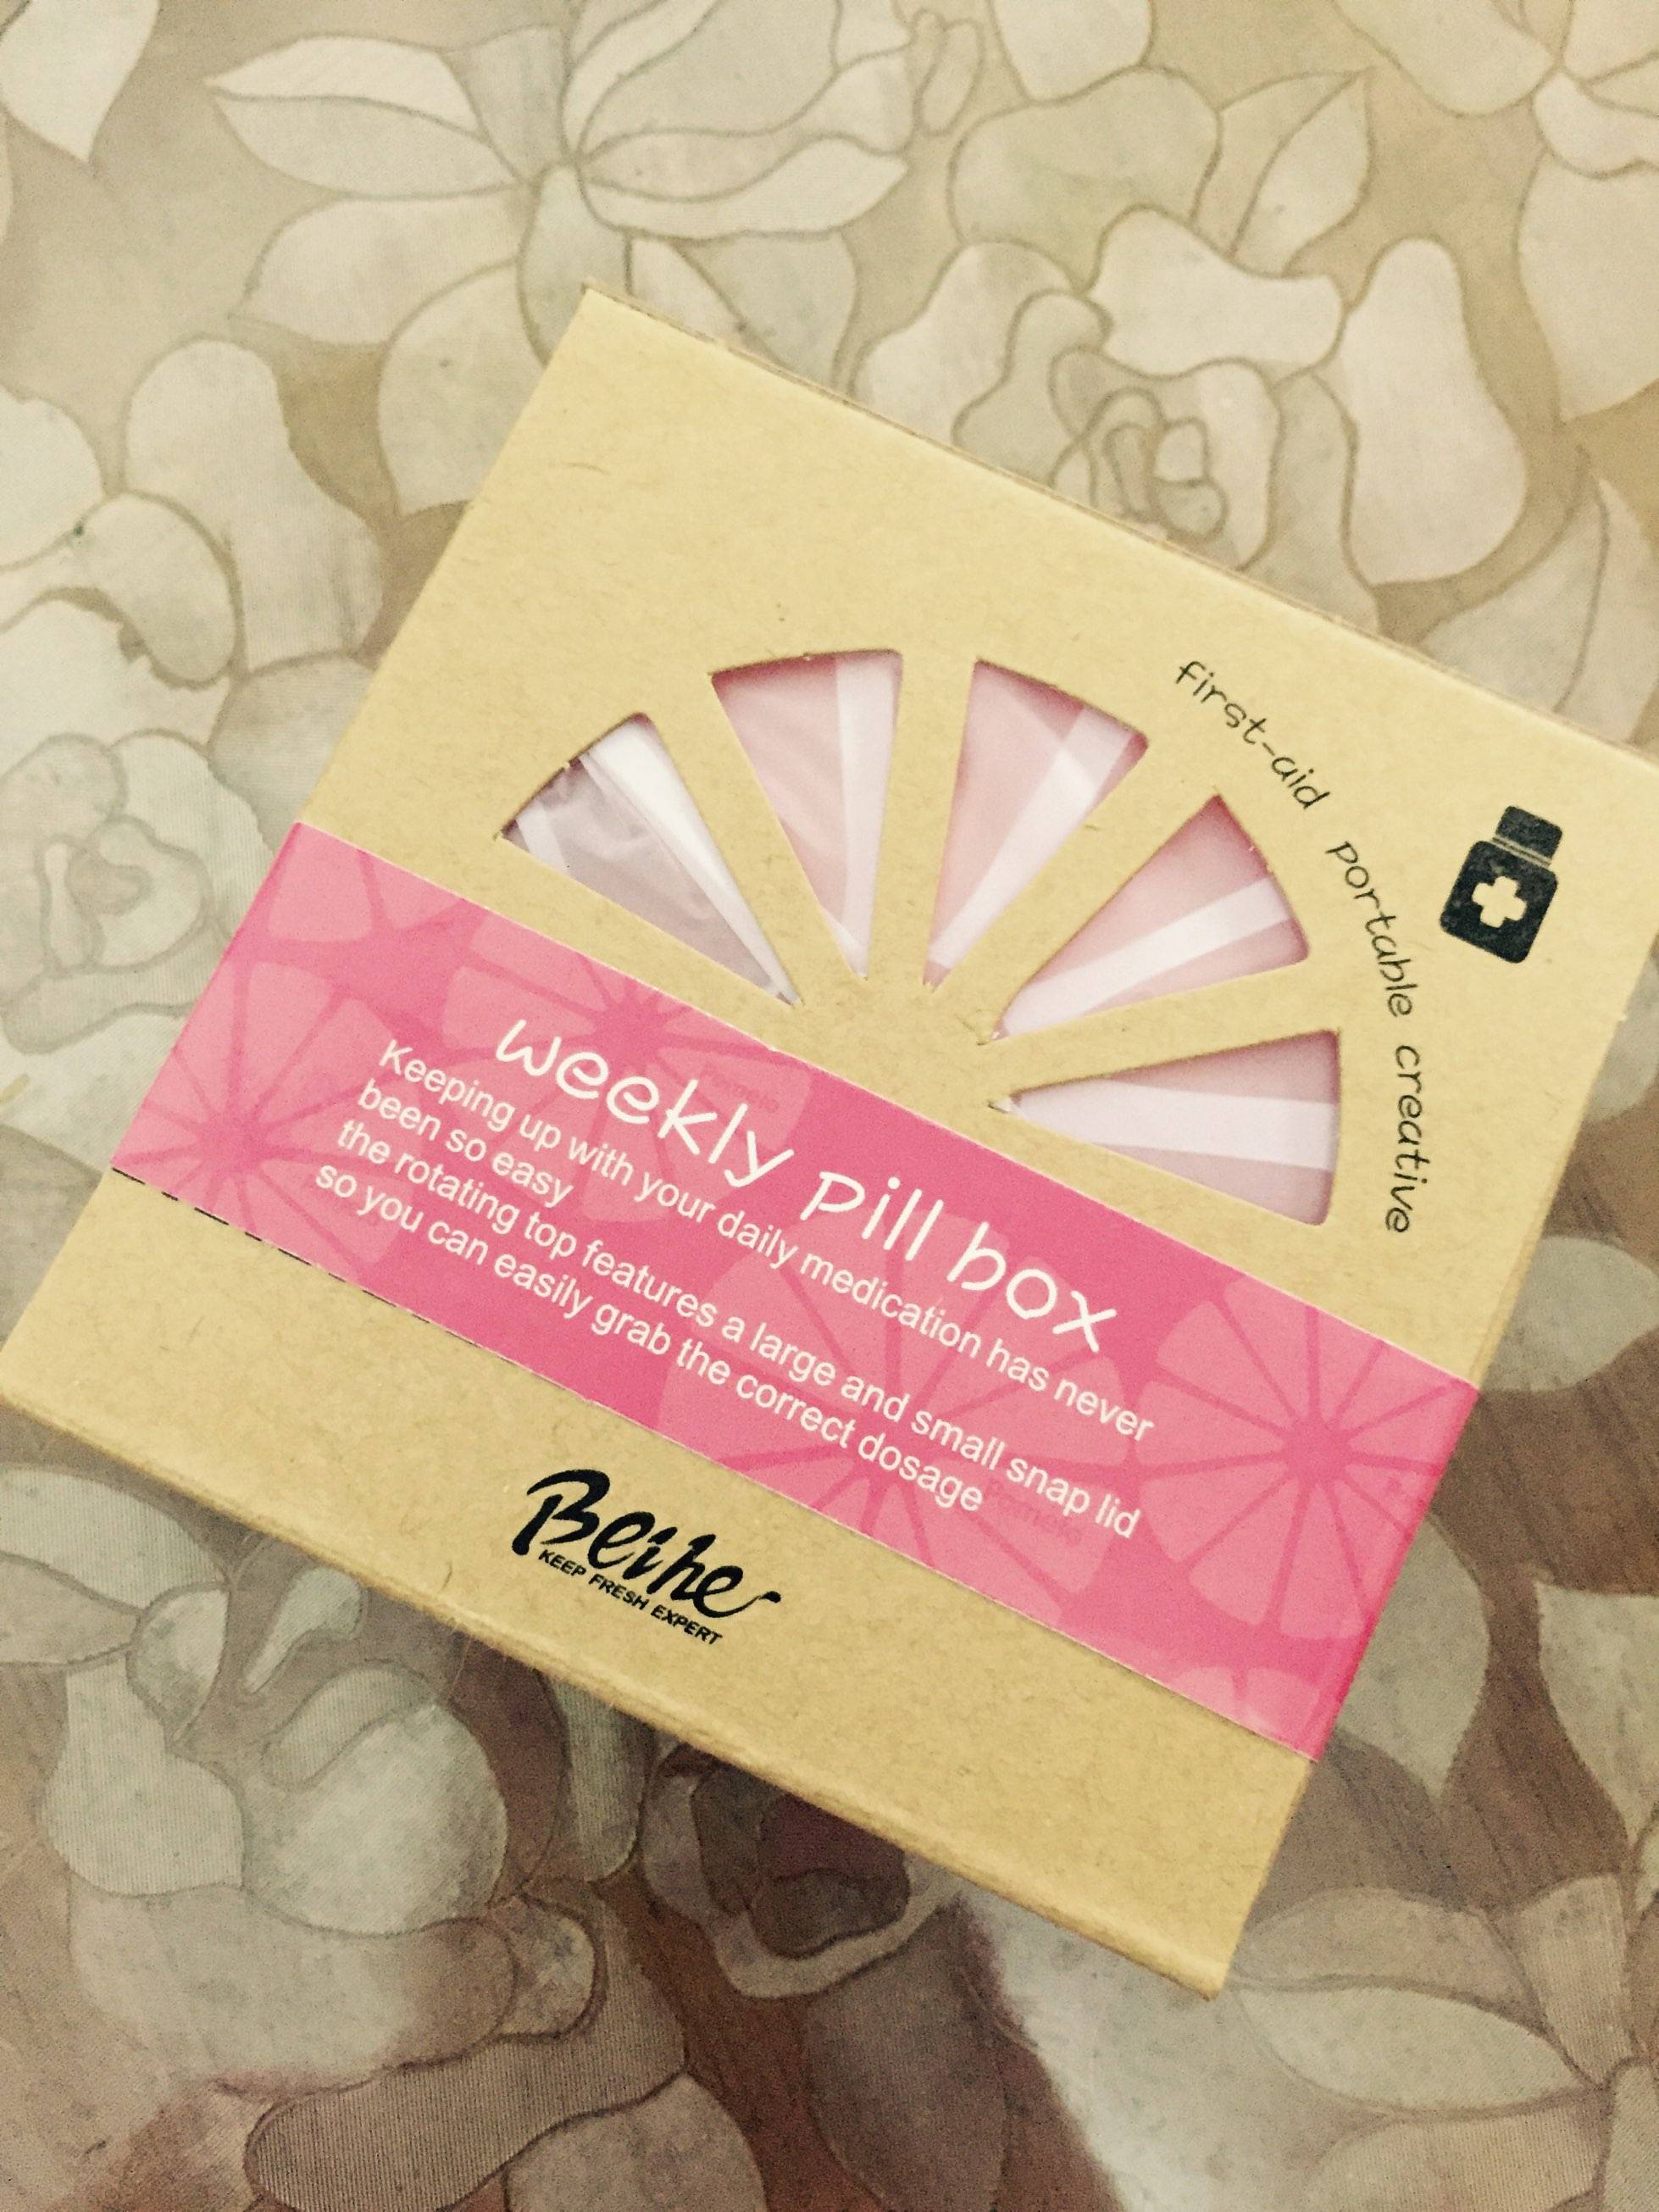 first-aid portable creative
weekly pill box
Keeping up with your daily medication has never
been so easy
the rotating top features a large and small snap lid
so you can easily grab the correct dosage
Beihe
KEEP FRESH EXPERT